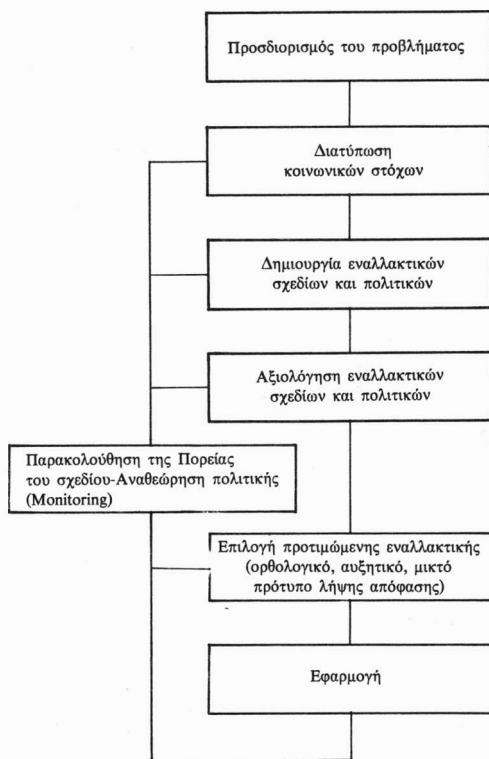 Προσδιορισμός του προβλήματος
Διατύπωση
κοινωνικών στόχων
Δημιουργία εναλλακτικών
σχεδίων και πολιτικών
Αξιολόγηση εναλλακτικών
σχεδίων και πολιτικών
Παρακολούθηση της Πορείας
του σχεδίου-Αναθεώρηση πολιτικής
(Monitoring)
Επιλογή προτιμώμενης εναλλακτικής
(ορθολογικό, αυξητικό, μικτό
πρότυπο λήψης απόφασης)
Εφαρμογή